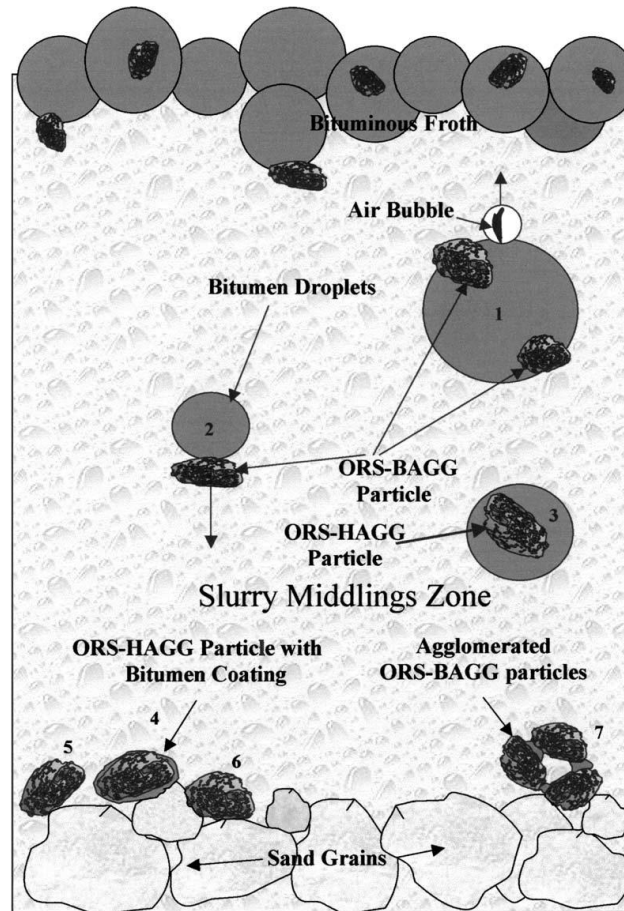 Bituminous Froth
Air Bubble
Bitumen Droplets
1
2
ORS-BAGG
Particle
3
ORS-HAGG
Particle
Slurry Middlings Zone
ORS-HAGG Particle with
Bitumen Coating
Agglomerated
ORS-BAGG particles
4
5
6
7
Sand Grains